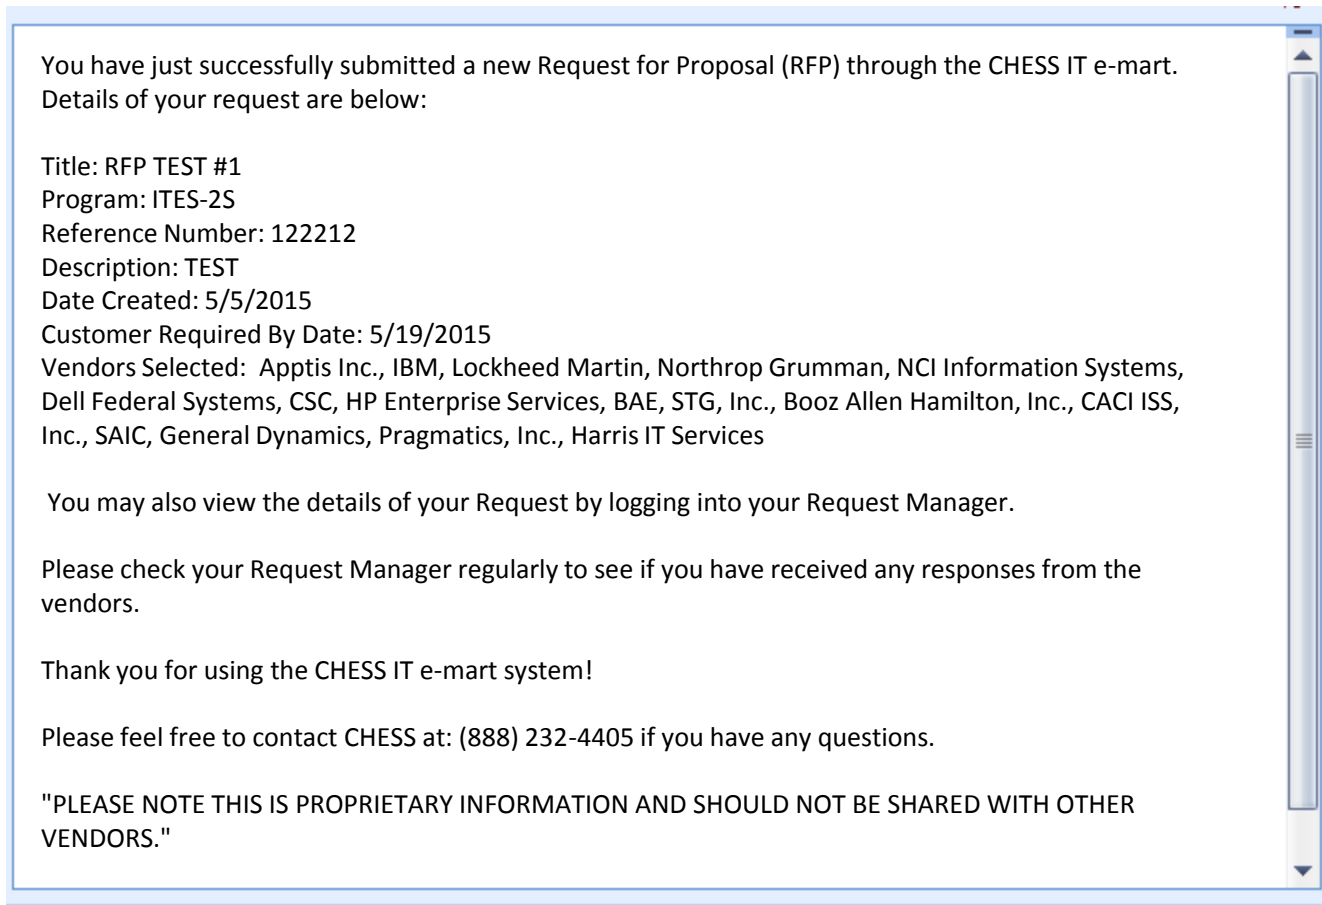 You have just successfully submitted a new Request for Proposal (RFP) through the CHESS IT e-mart.
Details of your request are below:
Title: RFP TEST #1
Program: ITES-2S
Reference Number: 122212
Description: TEST
Date Created: 5/5/2015
Customer Required By Date: 5/19/2015
Vendors Selected:  Apptis Inc., IBM, Lockheed Martin, Northrop Grumman, NCI Information Systems,
Dell Federal Systems, CSC, HP Enterprise Services, BAE, STG, Inc., Booz Allen Hamilton, Inc., CACI ISS,
Inc., SAIC, General Dynamics, Pragmatics, Inc., Harris IT Services
You may also view the details of your Request by logging into your Request Manager.
Please check your Request Manager regularly to see if you have received any responses from the
vendors.
Thank you for using the CHESS IT e-mart system!
Please feel free to contact CHESS at: (888) 232-4405 if you have any questions.
"PLEASE NOTE THIS IS PROPRIETARY INFORMATION AND SHOULD NOT BE SHARED WITH OTHER
VENDORS."